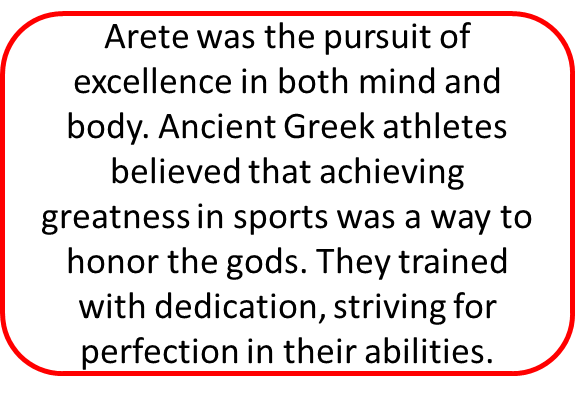 Arete was the pursuit of
excellence in both mind and
body. Ancient Greek athletes
believed that achieving
greatness in sports was a way to
honor the gods. They trained
with dedication, striving for
perfection in their abilities.